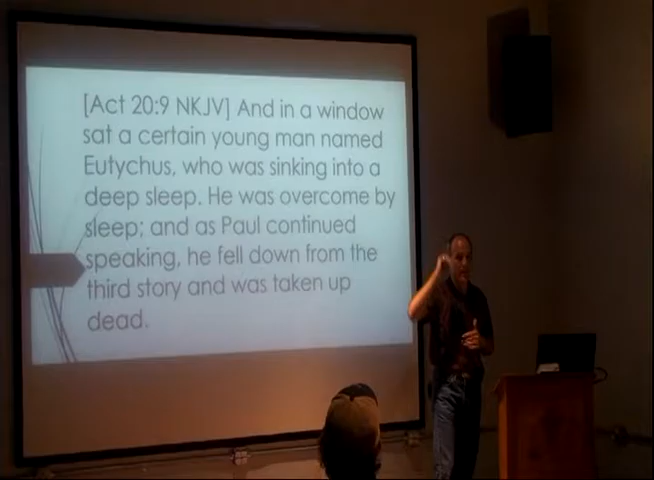 [Act 20:9 NKJV] And in a window
sat a certain young man named
Eutychus, who was sinking into a
deep sleep. He was overcome by
sleep; and as Paul continued
speaking, he fell down from the
third story and was taken up
dead.